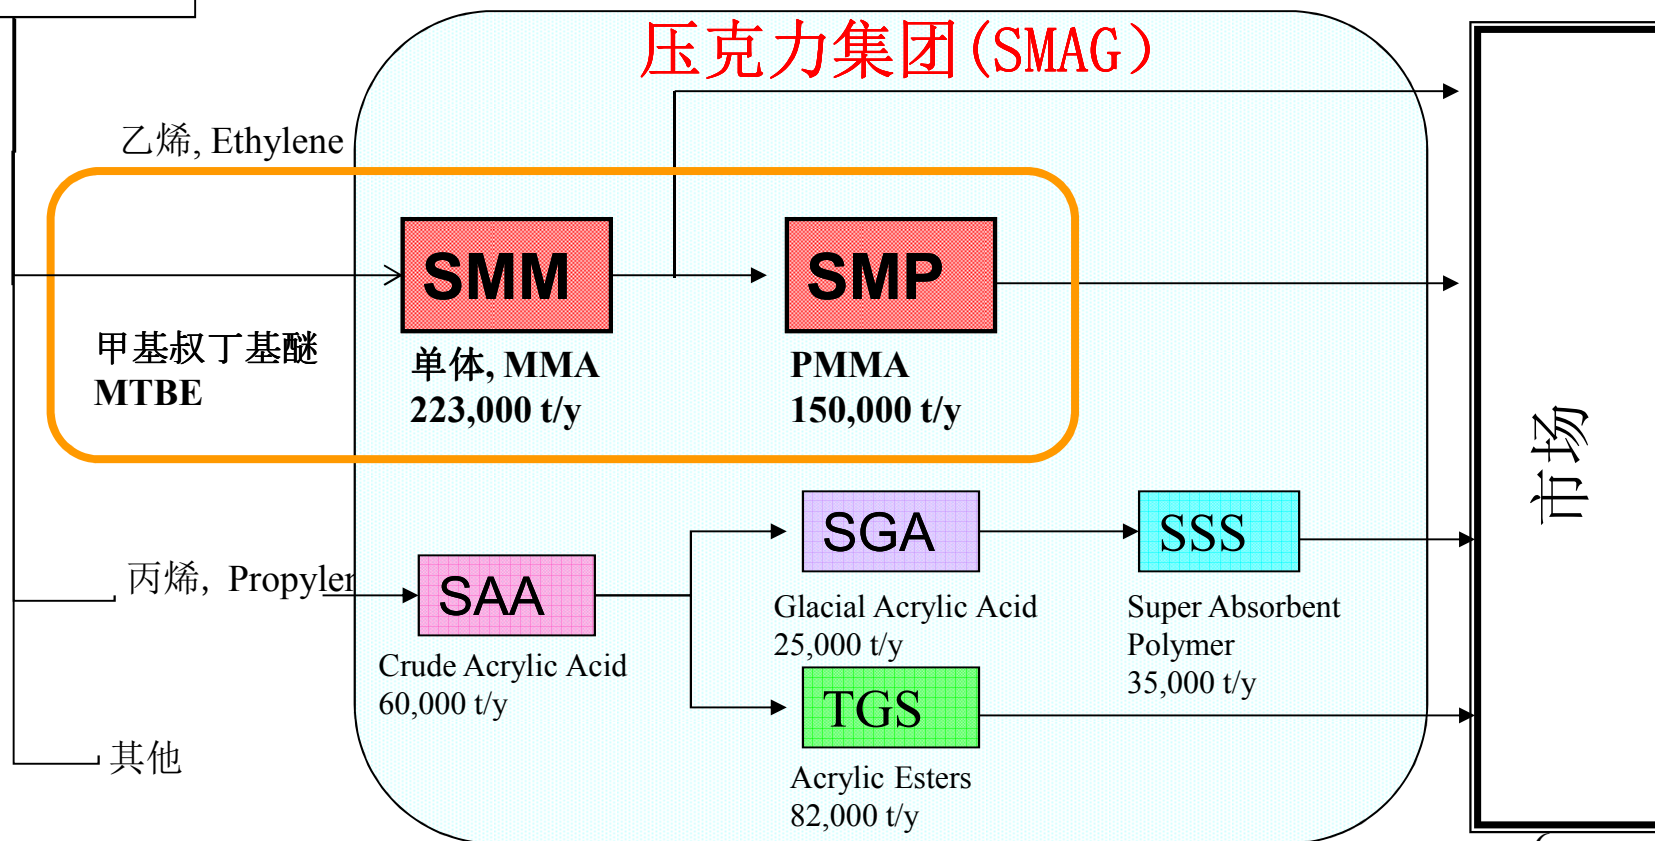 压克力集团(SMAG)
乙烯, Ethylene
SMM
SMP
甲基叔丁基醚
MTBE
单体, MMA
223,000 t/y
PMMA
150,000 t/y
市场
丙烯, Propylen
SAA
Crude Acrylic Acid
60,000 t/y
SGA
Glacial Acrylic Acid
25,000 t/y
SSS
Super Absorbent
Polymer
35,000 t/y
TGS
Acrylic Esters
82,000 t/y
其他